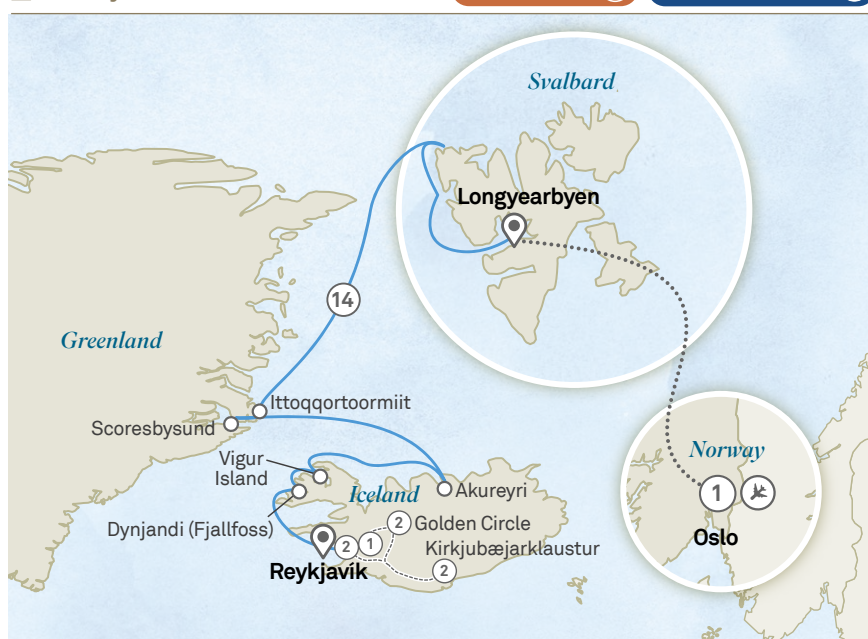 Svalbard
Longyearbyen
14
Greenland
Ittoqqortoormiit
Scoresbysund
Norway
1
Oslo
Vigur
Island
Iceland
Akureyri
Dynjandi (Fjallfoss)
2
Golden Circle
2
1
Kirkjubæjarklaustur
2
Reykjavík